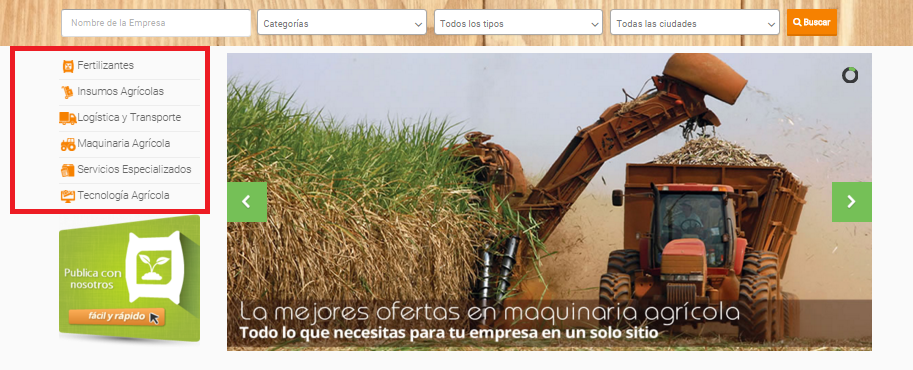 Nombre de la Empresa
Categorías
Todos los tipos
Todas las ciudades
Buscar
Fertilizantes
Insumos Agrícolas
Logística y Transporte
Maquinaria Agrícola
Servicios Especializados
Tecnología Agrícola
Publica con
nosotros
fácil y rápido
La mejores ofertas en maquinaria agrícola
Todo lo que necesitas para tu empresa en un solo sitio